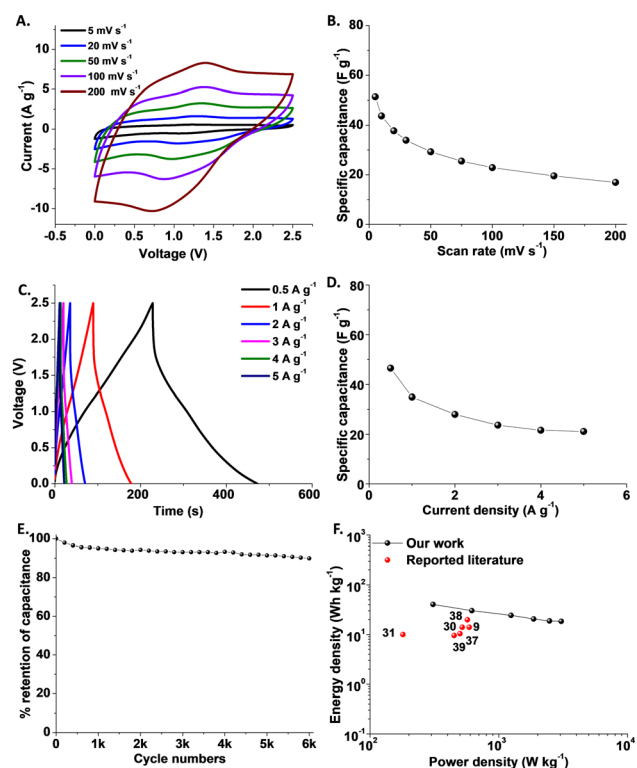 A.
5 mV s⁻¹
20 mV s⁻¹
50 mV s⁻¹
100 mV s⁻¹
200 mV s⁻¹
Current (A g⁻¹)
10
5
0
-5
-10
-0.5 0.0 0.5 1.0 1.5 2.0 2.5
Voltage (V)
B.
Specific capacitance (F g⁻¹)
80
60
40
20
0
0 50 100 150 200
Scan rate (mV s⁻¹)
C.
0.5 A g⁻¹
1 A g⁻¹
2 A g⁻¹
3 A g⁻¹
4 A g⁻¹
5 A g⁻¹
Voltage (V)
2.5
2.0
1.5
1.0
0.5
0.0
0 200 400 600
Time (s)
D.
Specific capacitance (F g⁻¹)
80
60
40
20
0
0 2 4 6
Current density (A g⁻¹)
E.
% retention of capacitance
100
80
60
40
20
0
0 1k 2k 3k 4k 5k 6k
Cycle numbers
F.
Our work
Reported literature
Energy density (Wh kg⁻¹)
10³
10²
10¹
10⁰
10⁻¹
38
30 9
31
37
39
10² 10³ 10⁴
Power density (W kg⁻¹)